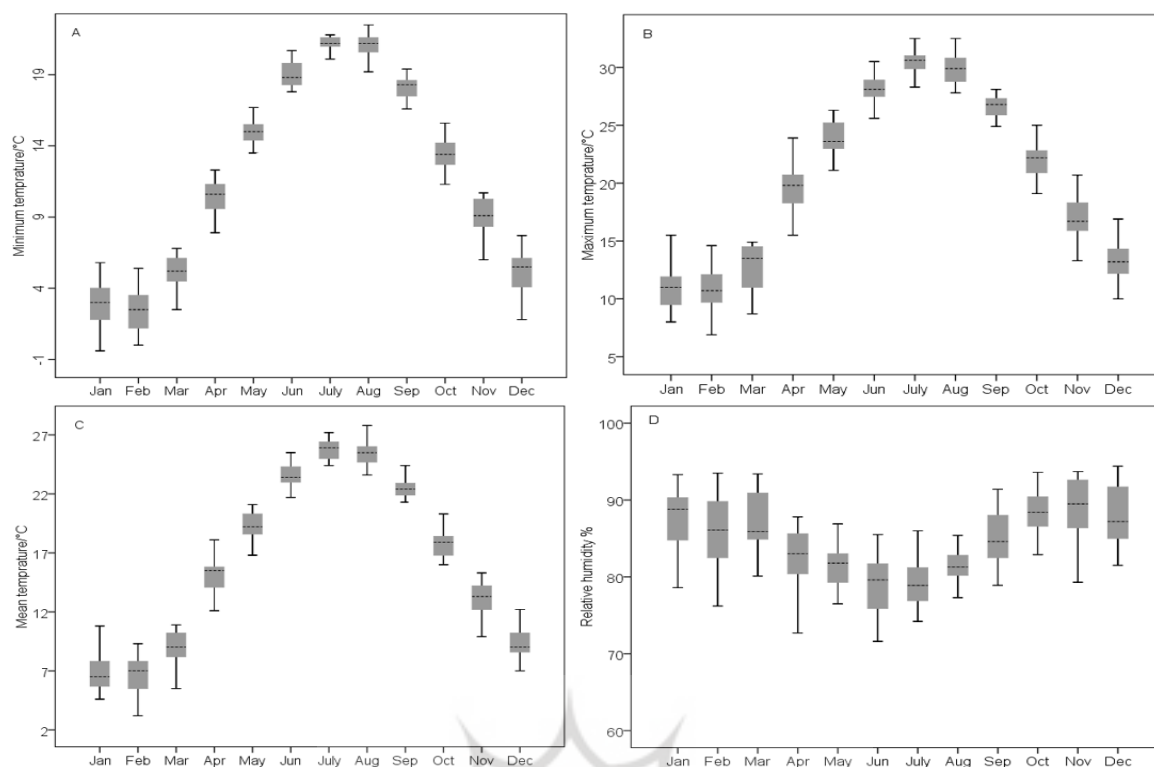 A
Minimum temprature/°C
19
14
9
4
-1
Jan Feb Mar Apr May Jun July Aug Sep Oct Nov Dec
B
Maximum temprature/°C
30
25
20
15
10
5
Jan Feb Mar Apr May Jun July Aug Sep Oct Nov Dec
C
Mean temprature/°C
27
22
17
12
7
2
Jan Feb Mar Apr May Jun July Aug Sep Oct Nov Dec
D
Relative humidity %
100
90
80
70
60
Jan Feb Mar Apr May Jun July Aug Sep Oct Nov Dec